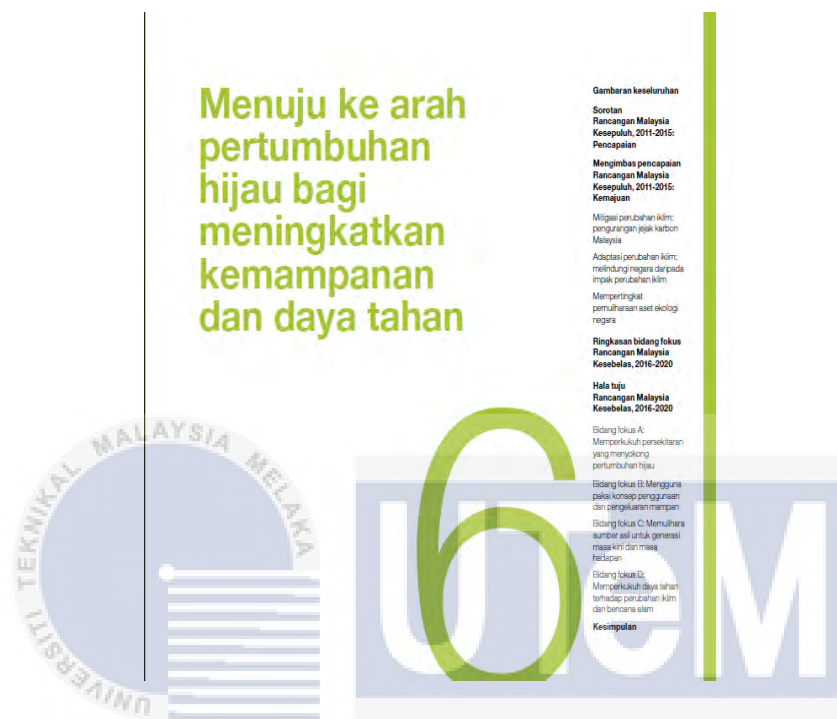 Menuju ke arah
pertumbuhan
hijau bagi
meningkatkan
kemampanan
dan daya tahan
Gambaran keseluruhan
Sorotan
Rancangan Malaysia
Kesepuluh, 2011-2015:
Pencapaian
Mengimbas pencapaian
Rancangan Malaysia
Kesepuluh, 2011-2015:
Kemajuan
Mitigasi perubahan iklim:
pengurangan jejak karbon
Malaysia
Adaptasi perubahan iklim:
melindungi negara daripada
impak perubahan iklim
Mempertingkat
pemuliharaan aset ekologi
negara
Ringkasan bidang fokus
Rancangan Malaysia
Kesebelas, 2016-2020
Hala tuju
Rancangan Malaysia
Kesebelas, 2016-2020
Bidang fokus A:
Memperkukuh persekitaran
yang menyokong
pertumbuhan hijau
Bidang fokus B: Mengguna
pakai konsep penggunaan
dan pengeluaran mampan
Bidang fokus C: Memulihara
sumber asli untuk generasi
masa kini dan masa
hadapan
Bidang fokus D:
Memperkukuh daya tahan
terhadap perubahan iklim
dan bencana alam
Kesimpulan
6
UNIVERSITI TEKNIKAL MALAYSIA MELAKA
UTeM